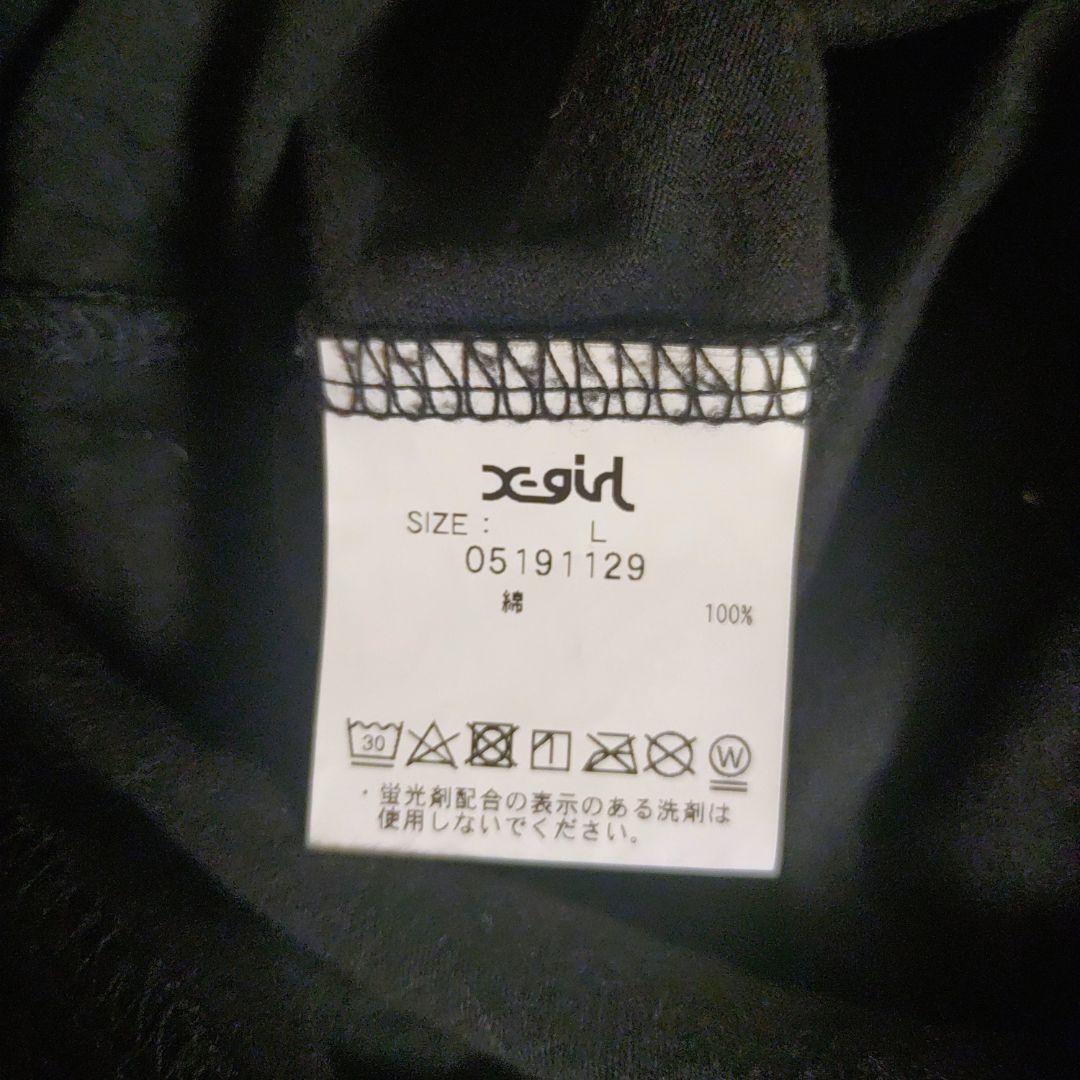 X-girl
SIZE : L
05191129
綿 100%
30
W
・蛍光剤配合の表示のある洗剤は
使用しないでください。